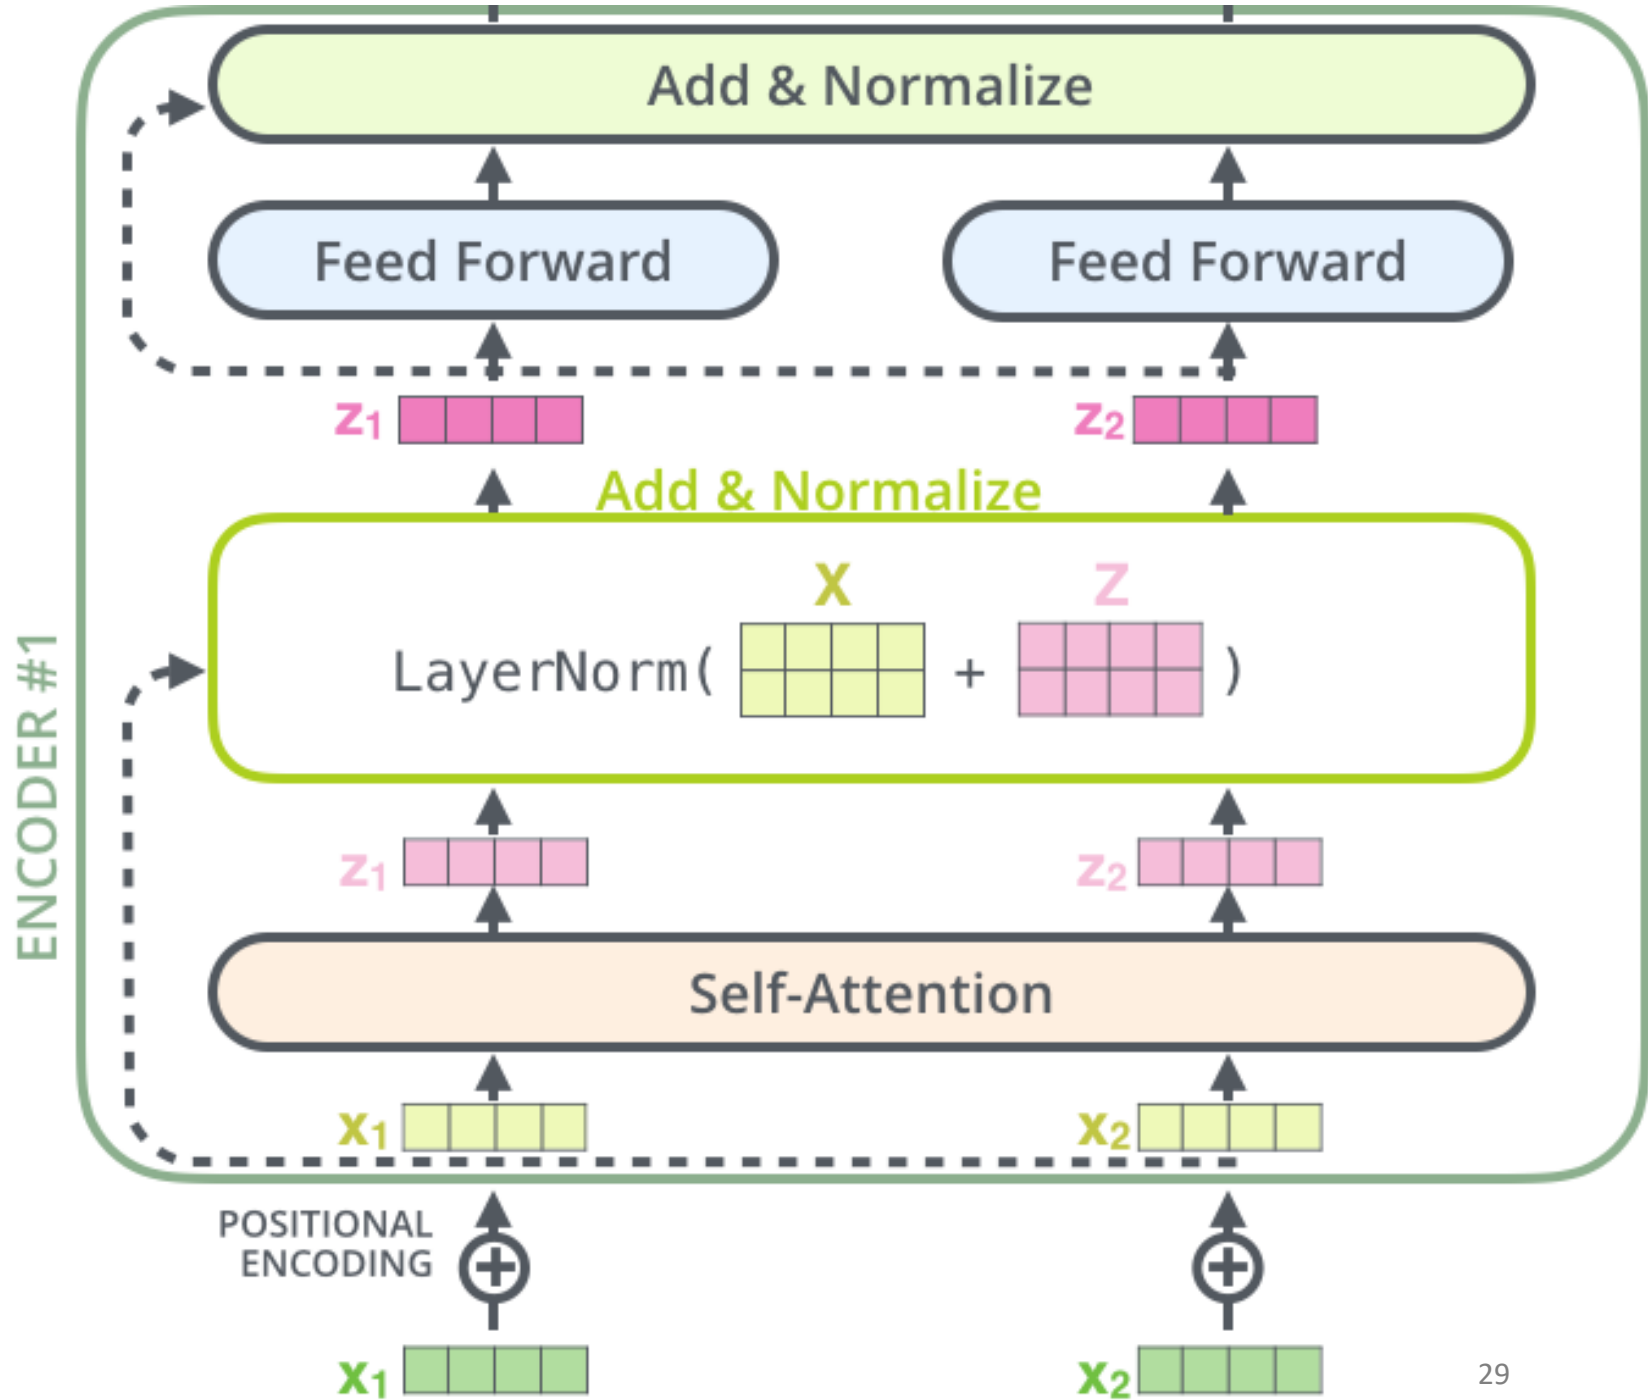 Add & Normalize
Feed Forward
Feed Forward
z1
z2
Add & Normalize
X
Z
LayerNorm(
+
)
ENCODER #1
z1
z2
Self-Attention
x1
x2
POSITIONAL
ENCODING
x1
x2
29